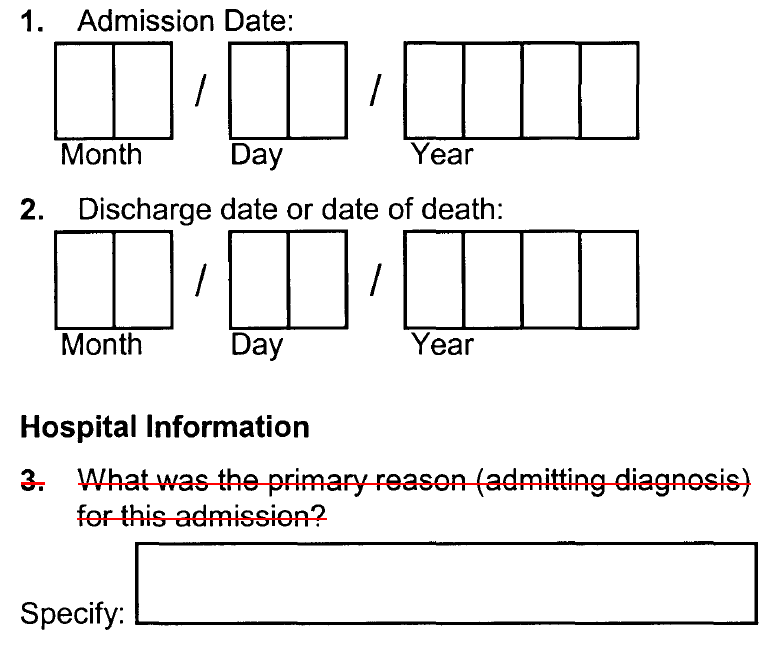 1. Admission Date:
/ /
Month Day Year
2. Discharge date or date of death:
/ /
Month Day Year
Hospital Information
3. What was the primary reason (admitting diagnosis)
for this admission?
Specify: